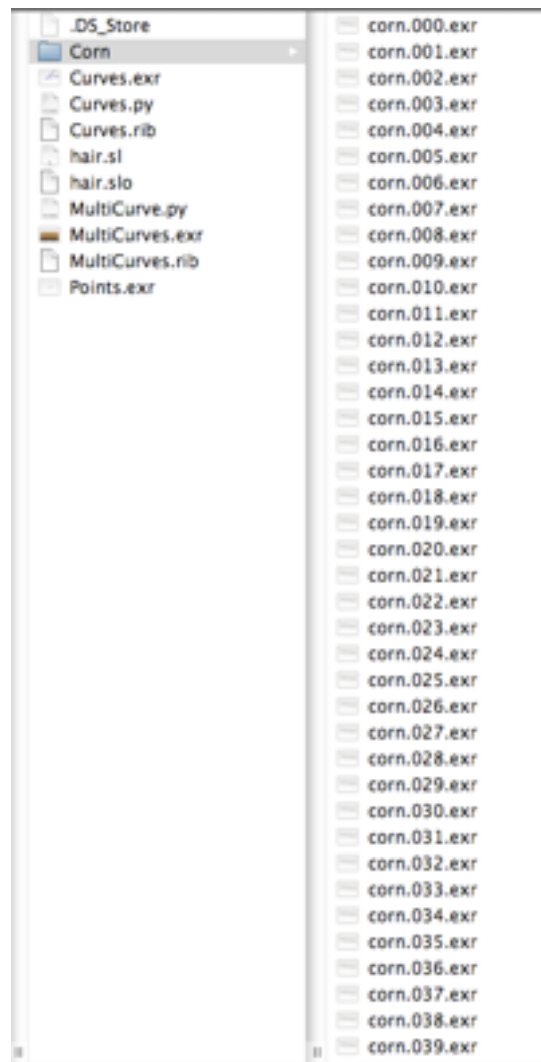 .DS_Store
Corn
Curves.exr
Curves.py
Curves.rib
hair.sl
hair.slo
MultiCurve.py
MultiCurves.exr
MultiCurves.rib
Points.exr
corn.000.exr
corn.001.exr
corn.002.exr
corn.003.exr
corn.004.exr
corn.005.exr
corn.006.exr
corn.007.exr
corn.008.exr
corn.009.exr
corn.010.exr
corn.011.exr
corn.012.exr
corn.013.exr
corn.014.exr
corn.015.exr
corn.016.exr
corn.017.exr
corn.018.exr
corn.019.exr
corn.020.exr
corn.021.exr
corn.022.exr
corn.023.exr
corn.024.exr
corn.025.exr
corn.026.exr
corn.027.exr
corn.028.exr
corn.029.exr
corn.030.exr
corn.031.exr
corn.032.exr
corn.033.exr
corn.034.exr
corn.035.exr
corn.036.exr
corn.037.exr
corn.038.exr
corn.039.exr